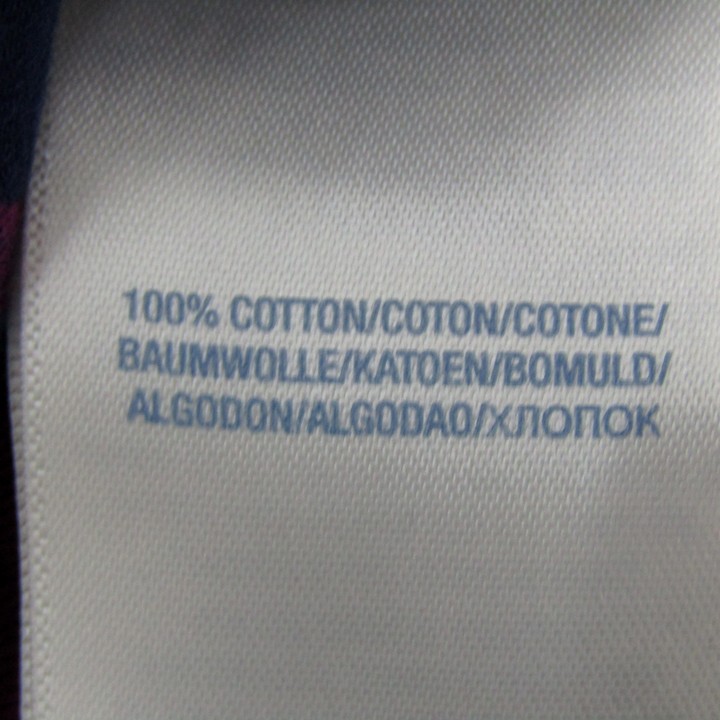 100% COTTON/COTON/COTONE/
BAUMWOLLE/KATOEN/BOMULD/
ALGODON/ALGODAO/ХЛОПОК